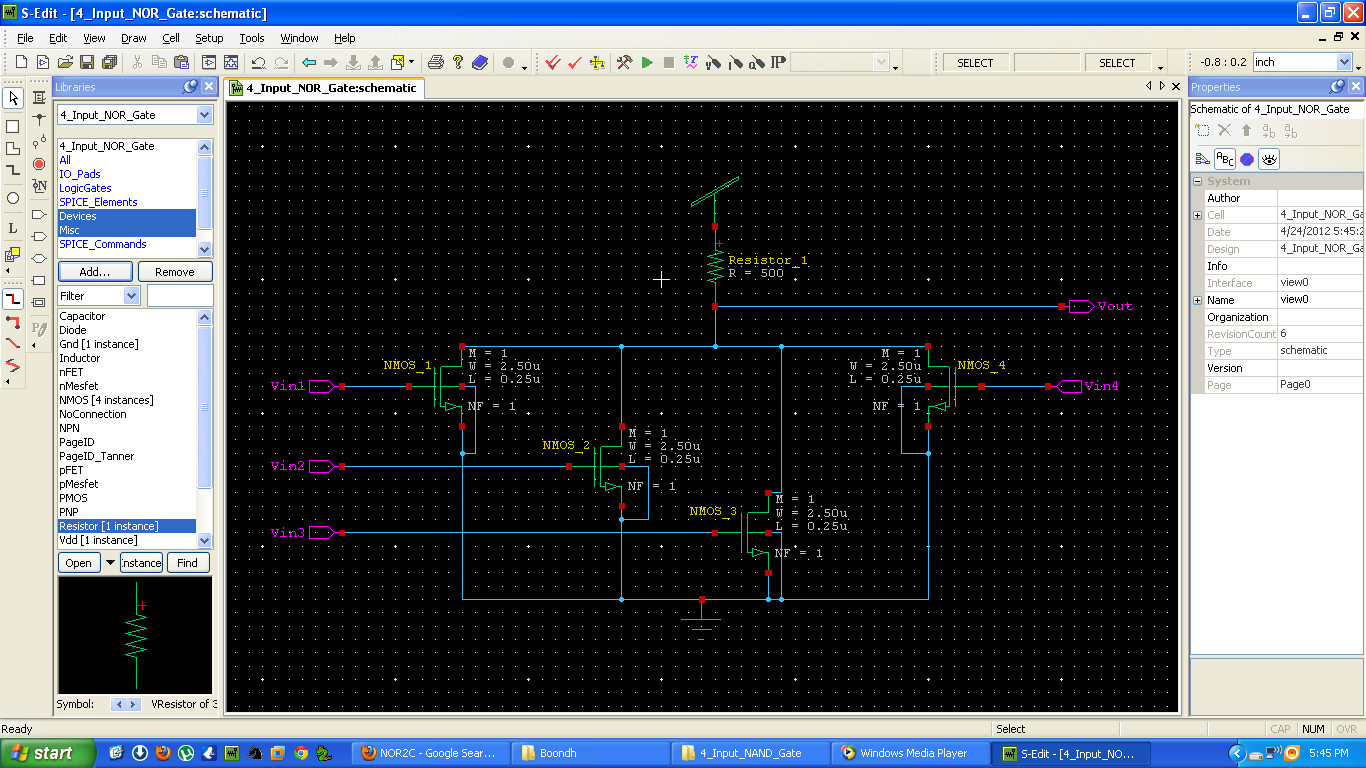 S-Edit - [4_Input_NOR_Gate:schematic]
File Edit View Draw Cell Setup Tools Window Help
SELECT SELECT -0.8 : 0.2 inch
Libraries
4_Input_NOR_Gate
4_Input_NOR_Gate
All
IO_Pads
LogicGates
SPICE_Elements
Devices
Misc
SPICE_Commands
Add... Remove
Filter
Capacitor
Diode
Gnd [1 instance]
Inductor
nFET
nMesfet
NMOS [4 instances]
NoConnection
NPN
PageID
PageID_Tanner
pFET
pMesfet
PMOS
PNP
Resistor [1 instance]
Vdd [1 instance]
Open Instance Find
Symbol: VResistor of 3
4_Input_NOR_Gate:schematic
Resistor_1
R = 500
Vout
NMOS_1
M = 1
W = 2.50u
L = 0.25u
NF = 1
Vin1
M = 1
W = 2.50u
L = 0.25u
NF = 1
NMOS_4
Vin4
NMOS_2
M = 1
W = 2.50u
L = 0.25u
NF = 1
Vin2
NMOS_3
M = 1
W = 2.50u
L = 0.25u
NF = 1
Vin3
Properties
Schematic of 4_Input_NOR_Gate
System
Author
Cell 4_Input_NOR_Ga
Date 4/24/2012 5:45:2
Design 4_Input_NOR_Ga
Info
Interface view0
Name view0
Organization
RevisionCount 6
Type schematic
Version
Page Page0
Ready Select CAP NUM OVR
start NOR2C - Google Sear... Boondh 4_Input_NAND_Gate Windows Media Player S-Edit - [4_Input_NO... 5:45 PM